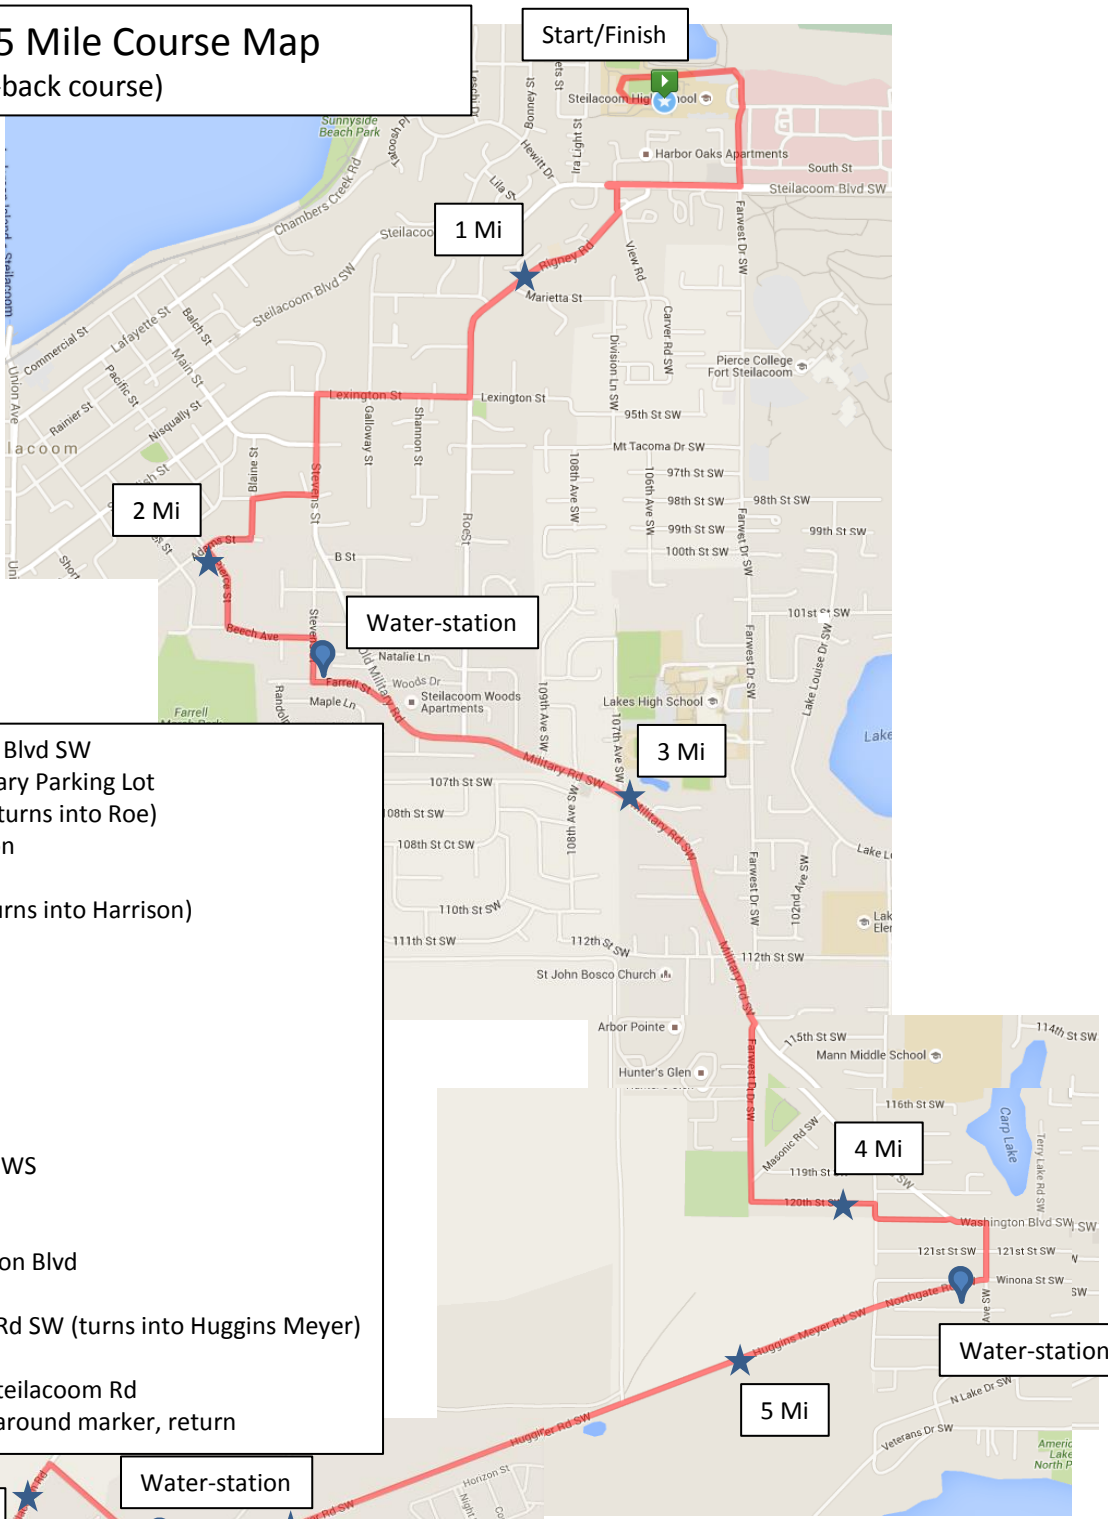 5 Mile Course Map
-back course)
Start/Finish
Steilacoom High School
Sunnyside
Beach Park
Tatoosh Pl
Leschi Dr
Bonney St
Ira Light St
Hewitt Dr
Lila St
Harbor Oaks Apartments
South St
Steilacoom Blvd SW
Chambers Creek Rd
1 Mi
Rigney Rd
View Rd
Farwest Dr SW
Marietta St
Steilacoom Blvd SW
Commercial St
Lafayette St
Balch St
Main St
Pacific St
Union Ave
Rainier St
Nisqually St
lacoom
Division Ln SW
Carver Rd SW
Pierce College
Fort Steilacoom
Lexington St
Lexington St
Galloway St
Shannon St
95th St SW
Mt Tacoma Dr SW
Blaine St
Stevens St
108th Ave SW
106th Ave SW
97th St SW
98th St SW
98th St SW
99th St SW
99th St SW
100th St SW
Farwest Dr SW
Roe St
2 Mi
Adams St
Pierce St
B St
Beech Ave
Water-station
101st St SW
Farwest Dr SW
Lake Louise Dr SW
Natalie Ln
Old Military Rd
Woods Dr
Farrell St
Maple Ln
Steilacoom Woods
Apartments
109th Ave SW
Lakes High School
107th Ave SW
Farrell
3 Mi
Military Rd SW
107th St SW
108th St SW
108th St Ct SW
108th Ave SW
Military Rd SW
Farwest Dr SW
102nd Ave SW
110th St SW
111th St SW
112th St SW
112th St SW
St John Bosco Church
Military Rd SW
Arbor Pointe
Hunter's Glen
Farwest Dr SW
115th St SW
114th St SW
Mann Middle School
116th St SW
Carp Lake
Terry Lake Rd SW
Masonic Rd SW
4 Mi
119th St
120th St SW
Washington Blvd SW
121st St SW
121st St SW
Winona St SW
Huggins Meyer Rd SW
Water-station
5 Mi
N Lake Dr SW
Veterans Dr SW
Lake
North P
Horizon St
Blvd SW
ary Parking Lot
turns into Roe)
on
urns into Harrison)
WS
on Blvd
Rd SW (turns into Huggins Meyer)
teilacoom Rd
around marker, return
Water-station